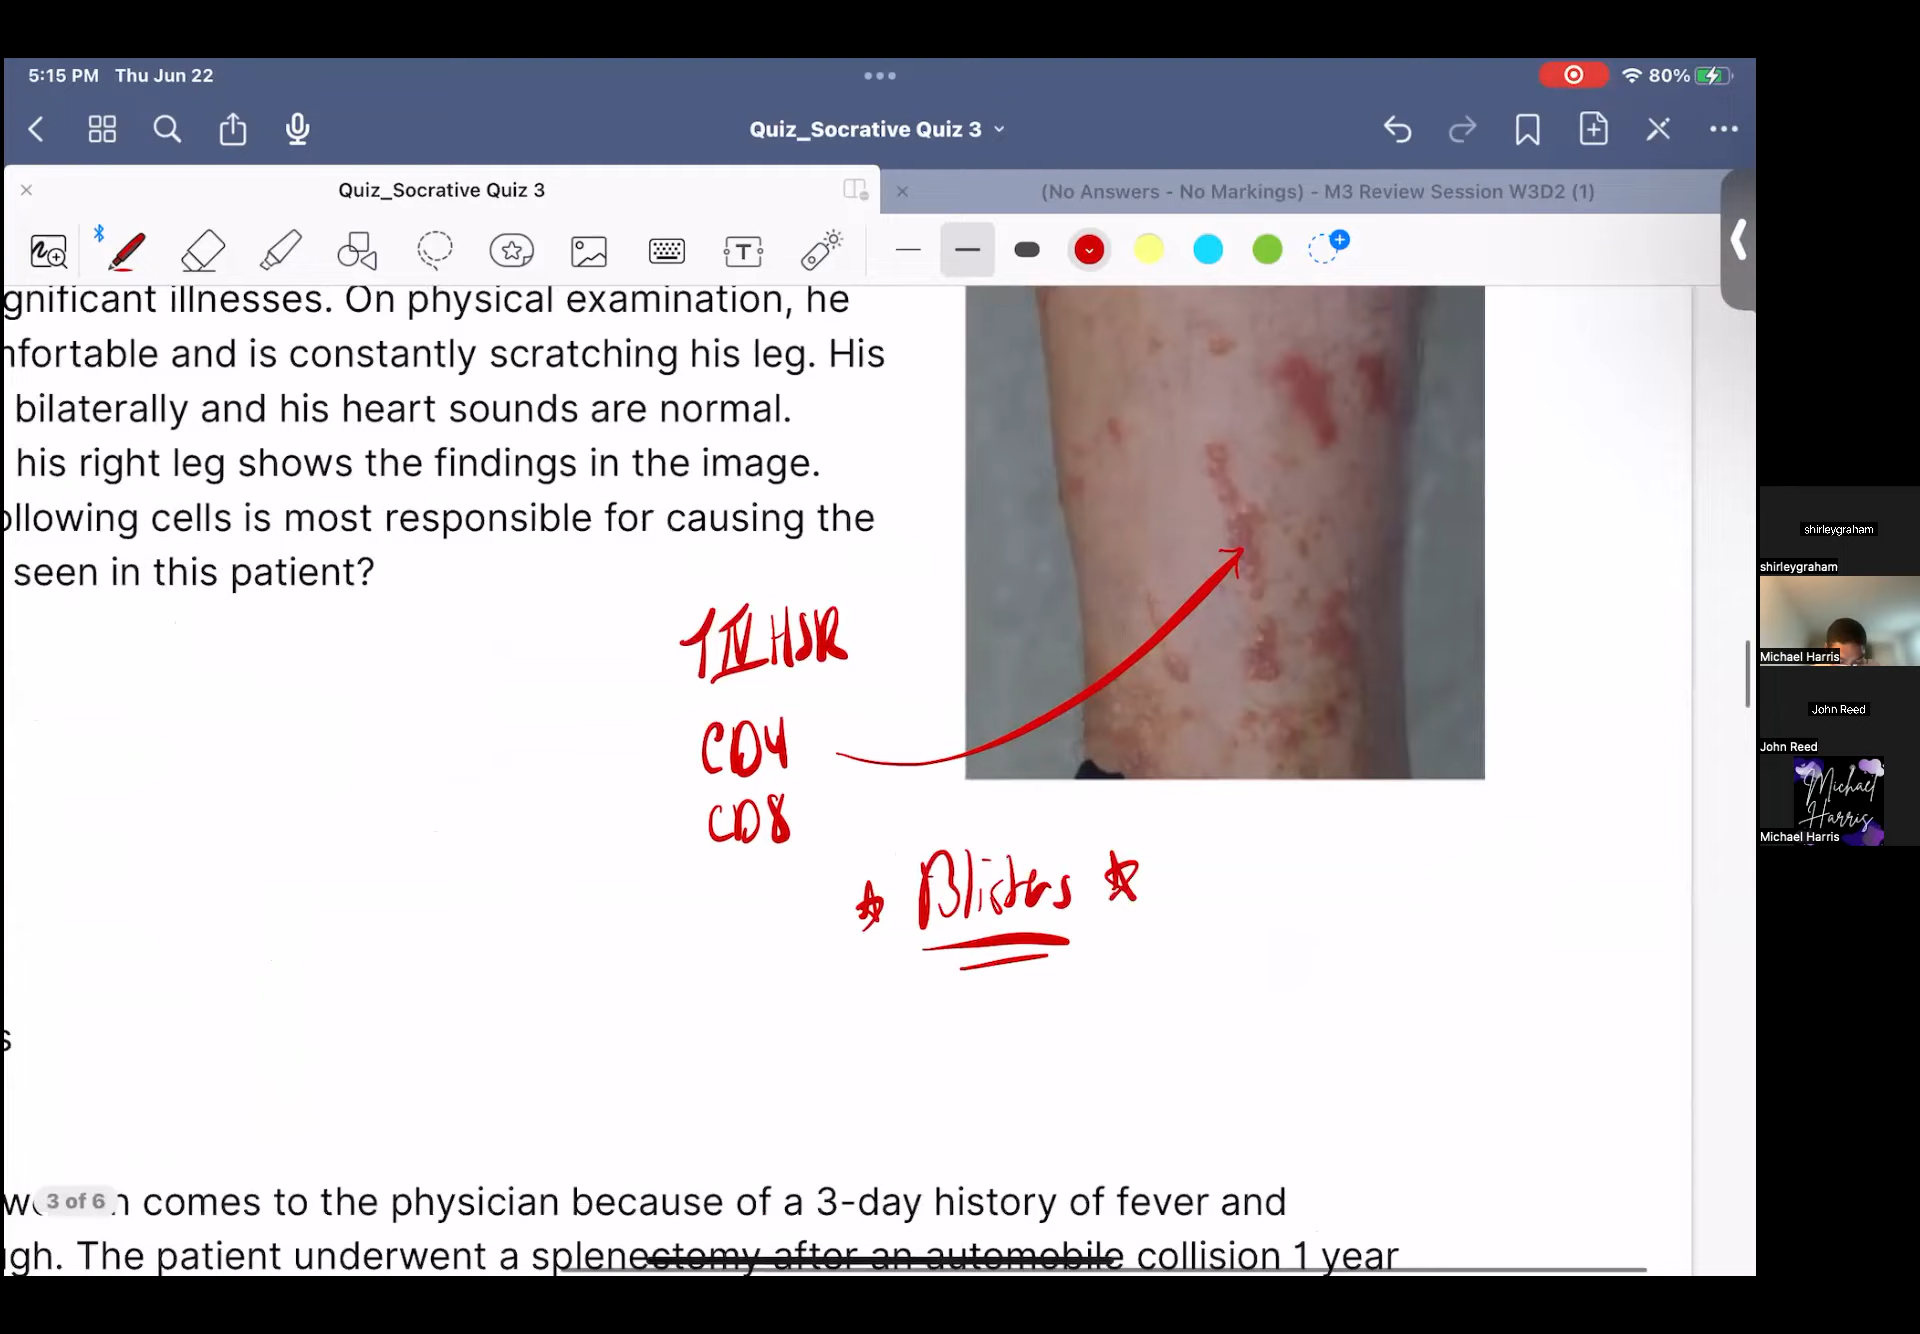 5:15 PM Thu Jun 22
80%
Quiz_Socrative Quiz 3
Quiz_Socrative Quiz 3
(No Answers - No Markings) - M3 Review Session W3D2 (1)
T
gnificant illnesses. On physical examination, he
nfortable and is constantly scratching his leg. His
bilaterally and his heart sounds are normal.
his right leg shows the findings in the image.
ollowing cells is most responsible for causing the
seen in this patient?
TIV HSR
CD4
CD8
Blisters
s
3 of 6
comes to the physician because of a 3-day history of fever and
gh. The patient underwent a splenectomy after an automobile collision 1 year
shirleygraham
shirleygraham
Michael Harris
John Reed
John Reed
Michael
Harris
Michael Harris